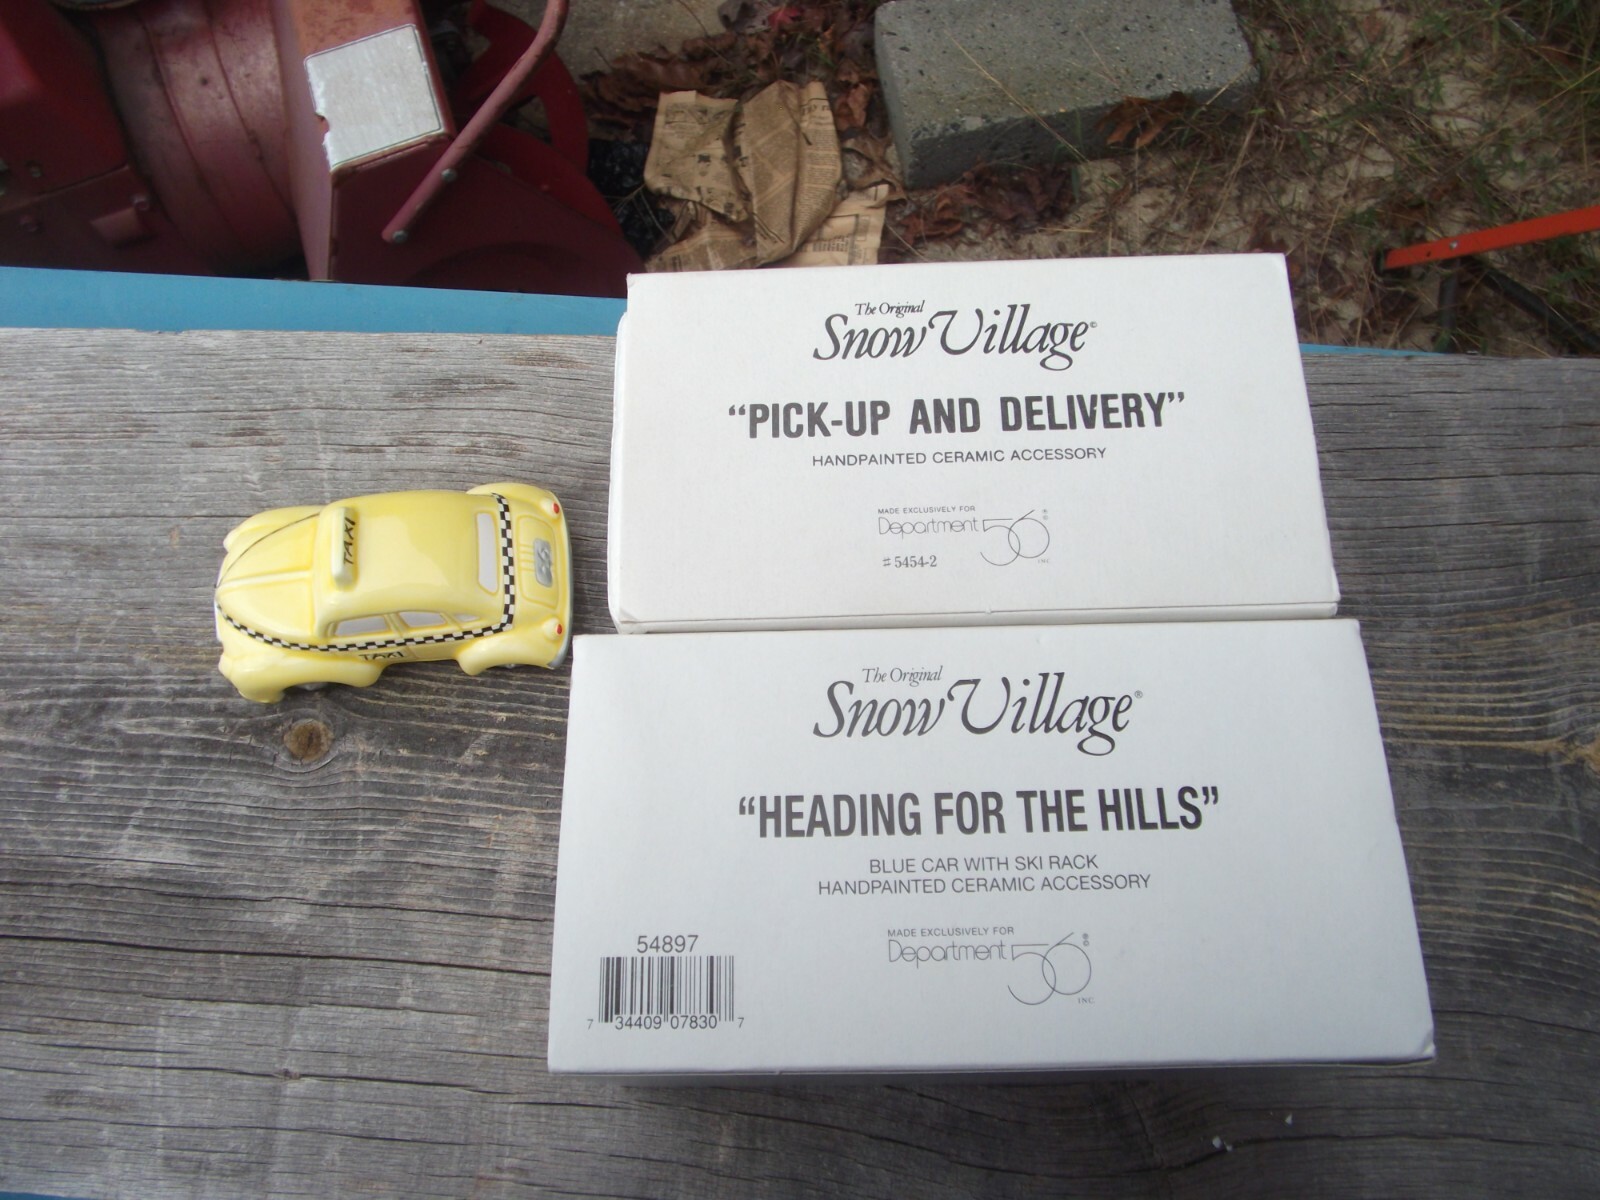 The Original
Snow Village©
“PICK-UP AND DELIVERY”
HANDPAINTED CERAMIC ACCESSORY
MADE EXCLUSIVELY FOR
Department 56®
INC.
#5454-2
TAXI
TAXI
The Original
Snow Village®
“HEADING FOR THE HILLS”
BLUE CAR WITH SKI RACK
HANDPAINTED CERAMIC ACCESSORY
MADE EXCLUSIVELY FOR
Department 56®
INC.
54897
7 34409 07830 7